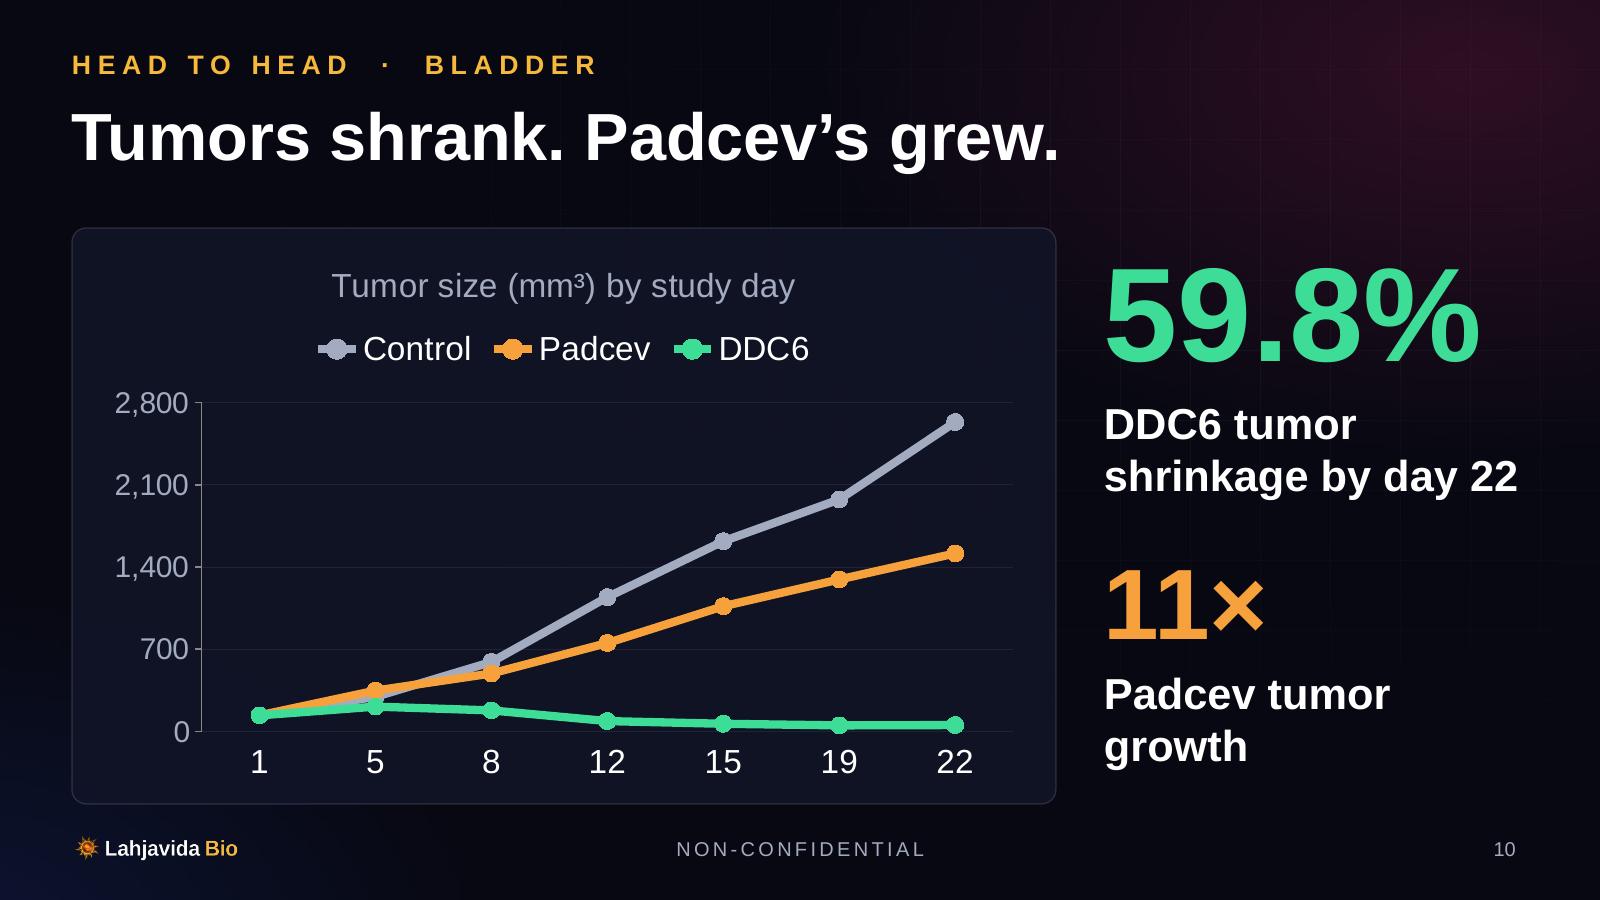 HEAD TO HEAD · BLADDER
Tumors shrank. Padcev’s grew.
Tumor size (mm³) by study day
Control Padcev DDC6
2,800
2,100
1,400
700
0
1 5 8 12 15 19 22
59.8%
DDC6 tumor
shrinkage by day 22
11×
Padcev tumor
growth
Lahjavida Bio
NON-CONFIDENTIAL
10